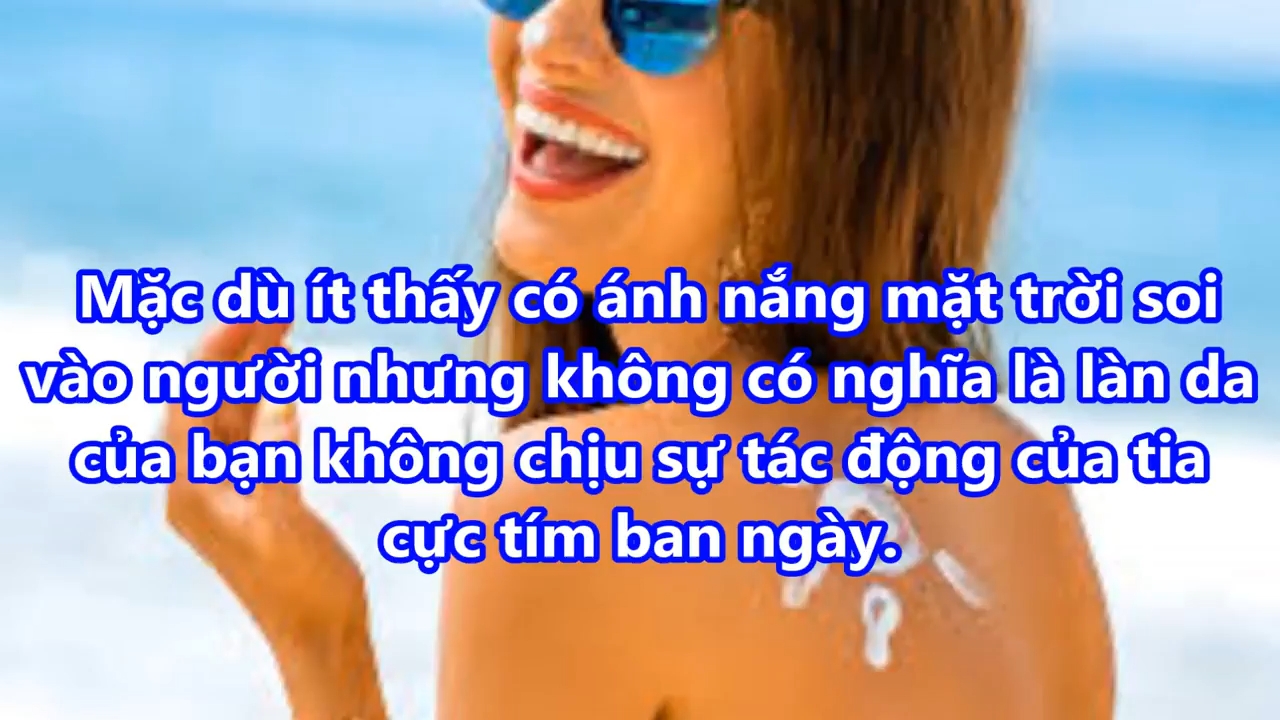 Mặc dù ít thấy có ánh nắng mặt trời soi
vào người nhưng không có nghĩa là làn da
của bạn không chịu sự tác động của tia
cực tím ban ngày.